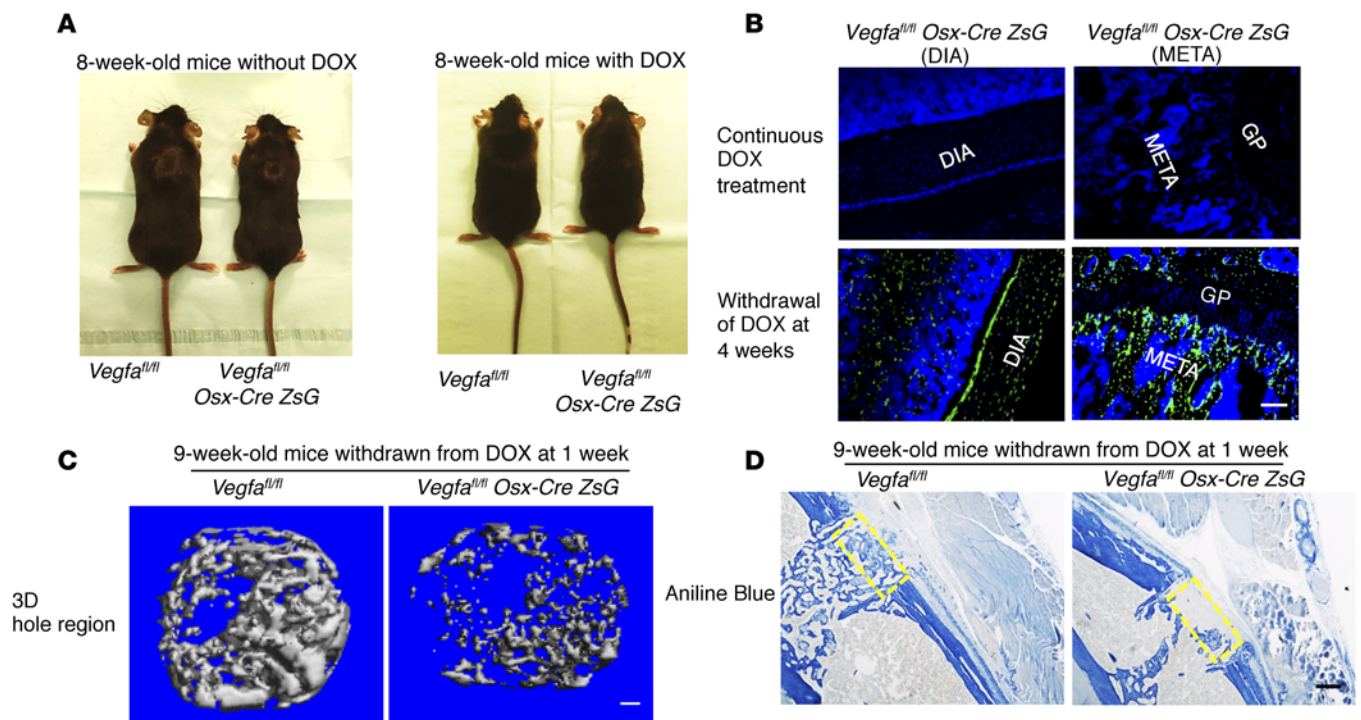 A
8-week-old mice without DOX
8-week-old mice with DOX
Vegfafl/fl
Vegfafl/fl
Osx-Cre ZsG
Vegfafl/fl
Vegfafl/fl
Osx-Cre ZsG
B
Vegfafl/fl Osx-Cre ZsG
(DIA)
Vegfafl/fl Osx-Cre ZsG
(META)
Continuous
DOX
treatment
DIA
META
GP
Withdrawal
of DOX at
4 weeks
DIA
GP
META
C
9-week-old mice withdrawn from DOX at 1 week
Vegfafl/fl
Vegfafl/fl Osx-Cre ZsG
3D
hole region
D
9-week-old mice withdrawn from DOX at 1 week
Vegfafl/fl
Vegfafl/fl Osx-Cre ZsG
Aniline Blue